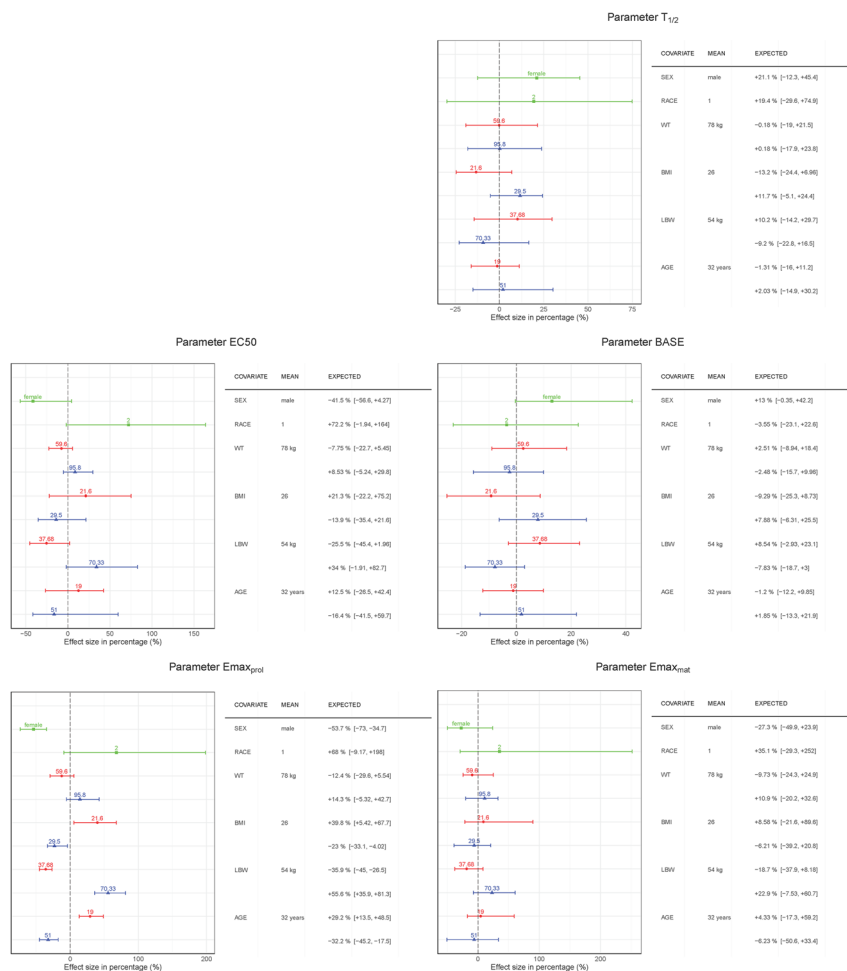 Parameter T1/2
COVARIATE MEAN EXPECTED
female SEX male +21.1 % [−12.3, +45.4]
2 RACE 1 +19.4 % [−29.6, +74.9]
59.6 WT 78 kg −0.18 % [−19, +21.5]
95.8 +0.18 % [−17.9, +23.8]
21.6 BMI 26 −13.2 % [−24.4, +6.96]
29.5 +11.7 % [−5.1, +24.4]
37.68 LBW 54 kg +10.2 % [−14.2, +29.7]
70.33 −9.2 % [−22.8, +16.5]
19 AGE 32 years −1.31 % [−16, +11.2]
51 +2.03 % [−14.9, +30.2]
−25 0 25 50 75
Effect size in percentage (%)
Parameter EC50
COVARIATE MEAN EXPECTED
female SEX male −41.5 % [−56.6, +4.27]
2 RACE 1 +72.2 % [−1.94, +164]
59.6 WT 78 kg −7.75 % [−22.7, +5.45]
95.8 +8.53 % [−5.24, +29.8]
21.6 BMI 26 +21.3 % [−22.2, +75.2]
29.5 −13.9 % [−35.4, +21.6]
37.68 LBW 54 kg −25.5 % [−45.4, +1.96]
70.33 +34 % [−1.91, +82.7]
19 AGE 32 years +12.5 % [−26.5, +42.4]
51 −16.4 % [−41.5, +59.7]
−50 0 50 100 150
Effect size in percentage (%)
Parameter BASE
COVARIATE MEAN EXPECTED
female SEX male +13 % [−0.35, +42.2]
2 RACE 1 −3.55 % [−23.1, +22.6]
59.6 WT 78 kg +2.51 % [−8.94, +18.4]
95.8 −2.48 % [−15.7, +9.96]
21.6 BMI 26 −9.29 % [−25.3, +8.73]
29.5 +7.88 % [−6.31, +25.5]
37.68 LBW 54 kg +8.54 % [−2.93, +23.1]
70.33 −7.83 % [−18.7, +3]
19 AGE 32 years −1.2 % [−12.2, +9.85]
51 +1.85 % [−13.3, +21.9]
−20 0 20 40
Effect size in percentage (%)
Parameter Emaxprol
COVARIATE MEAN EXPECTED
female SEX male −53.7 % [−73, −34.7]
2 RACE 1 +68 % [−9.17, +198]
59.6 WT 78 kg −12.4 % [−29.6, +5.54]
95.8 +14.3 % [−5.32, +42.7]
21.6 BMI 26 +39.8 % [+5.42, +67.7]
29.5 −23 % [−33.1, −4.02]
37.68 LBW 54 kg −35.9 % [−45, −26.5]
70.33 +55.6 % [+35.9, +81.3]
19 AGE 32 years +29.2 % [+13.5, +48.5]
51 −32.2 % [−45.2, −17.5]
0 100 200
Effect size in percentage (%)
Parameter Emaxmat
COVARIATE MEAN EXPECTED
female SEX male −27.3 % [−49.9, +23.9]
2 RACE 1 +35.1 % [−29.3, +252]
59.6 WT 78 kg −9.73 % [−24.3, +24.9]
95.8 +10.9 % [−20.2, +32.8]
21.6 BMI 26 +8.58 % [−21.6, +89.6]
29.5 −6.21 % [−39.2, +20.8]
37.68 LBW 54 kg −18.7 % [−37.9, +8.18]
70.33 +22.9 % [−7.53, +60.7]
19 AGE 32 years +4.33 % [−17.3, +59.2]
51 −6.23 % [−50.6, +33.4]
0 100 200
Effect size in percentage (%)